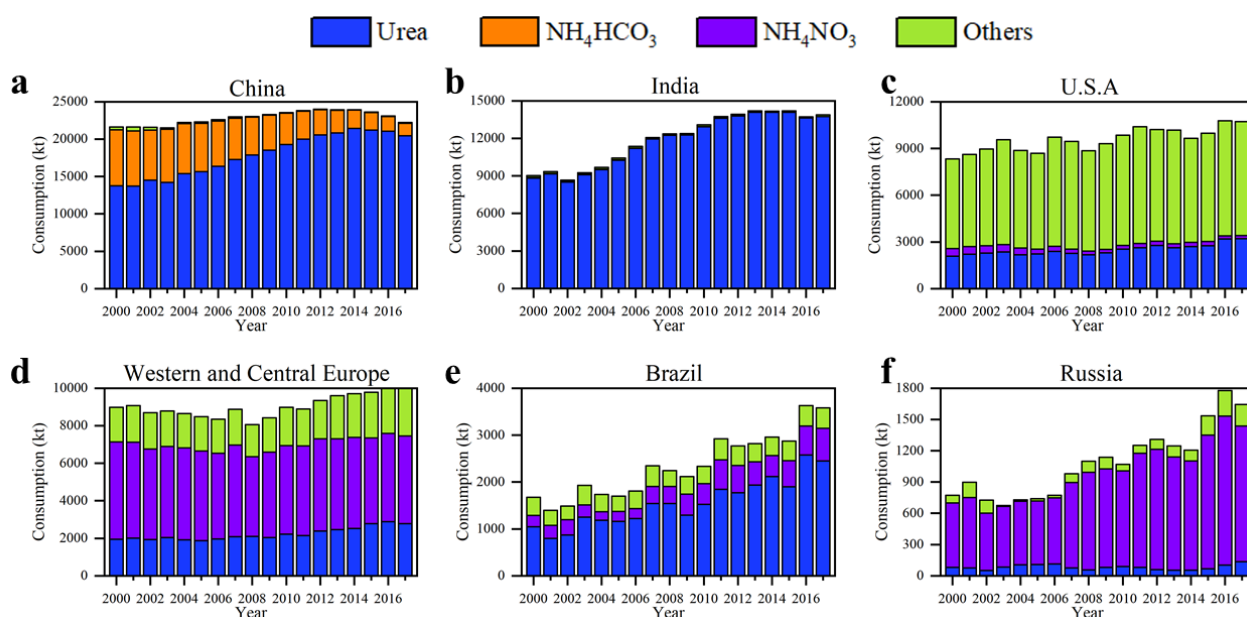 Urea NH₄HCO₃ NH₄NO₃ Others
a China
25000
20000
15000
10000
5000
0
Consumption (kt)
2000 2002 2004 2006 2008 2010 2012 2014 2016
Year
b India
15000
12000
9000
6000
3000
0
Consumption (kt)
2000 2002 2004 2006 2008 2010 2012 2014 2016
Year
c U.S.A
12000
9000
6000
3000
0
Consumption (kt)
2000 2002 2004 2006 2008 2010 2012 2014 2016
Year
d Western and Central Europe
10000
8000
6000
4000
2000
0
Consumption (kt)
2000 2002 2004 2006 2008 2010 2012 2014 2016
Year
e Brazil
4000
3000
2000
1000
0
Consumption (kt)
2000 2002 2004 2006 2008 2010 2012 2014 2016
Year
f Russia
1800
1500
1200
900
600
300
0
Consumption (kt)
2000 2002 2004 2006 2008 2010 2012 2014 2016
Year